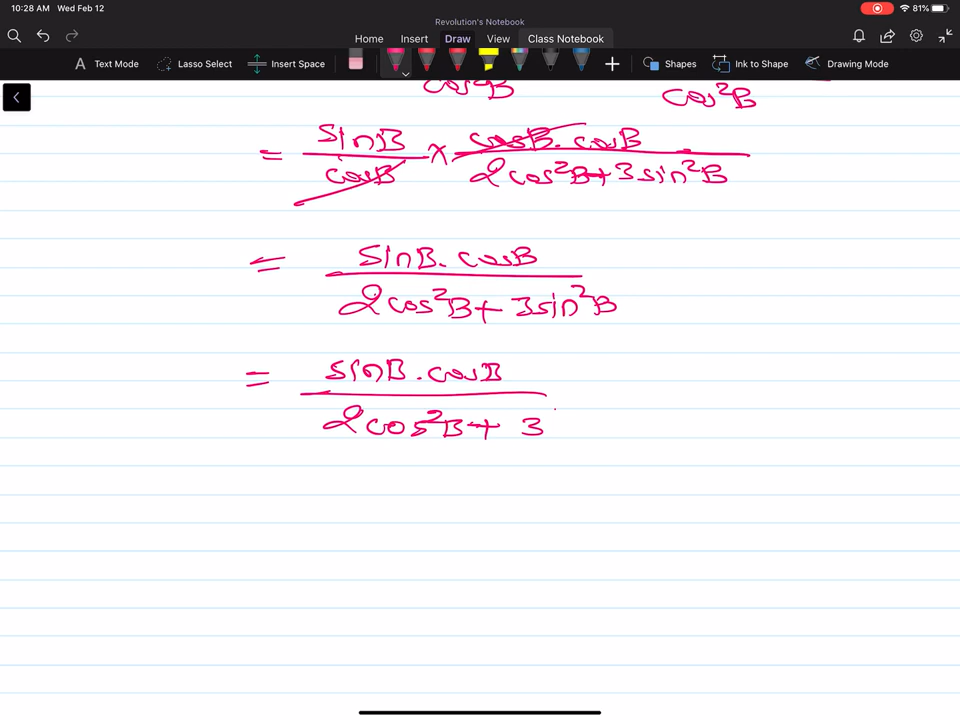 10:28 AM Wed Feb 12 81%
Revolution's Notebook
Home Insert Draw View Class Notebook
Text Mode Lasso Select Insert Space Shapes Ink to Shape Drawing Mode
cos²B cos²B
= sinB/cosB × cosB·cosB/2cos²B+3sin²B
= sinB·cosB/2cos²B+3sin²B
= sinB·cosB/2cos²B+3